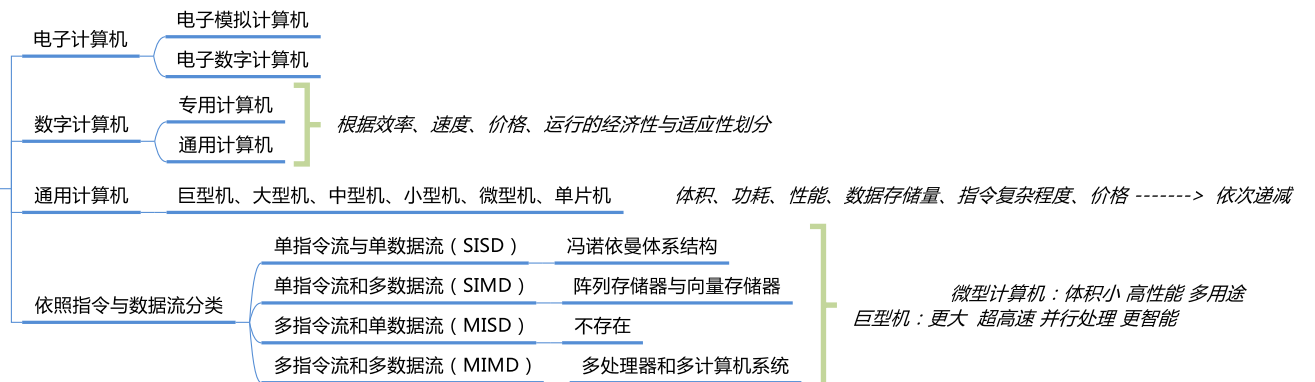 电子计算机
电子模拟计算机
电子数字计算机
数字计算机
专用计算机
通用计算机
根据效率、速度、价格、运行的经济性与适应性划分
通用计算机
巨型机、大型机、中型机、小型机、微型机、单片机
体积、功耗、性能、数据存储量、指令复杂程度、价格 -------> 依次递减
依照指令与数据流分类
单指令流与单数据流（SISD）
冯诺依曼体系结构
单指令流和多数据流（SIMD）
阵列存储器与向量存储器
多指令流和单数据流（MISD）
不存在
多指令流和多数据流（MIMD）
多处理器和多计算机系统
微型计算机：体积小 高性能 多用途
巨型机：更大 超高速 并行处理 更智能